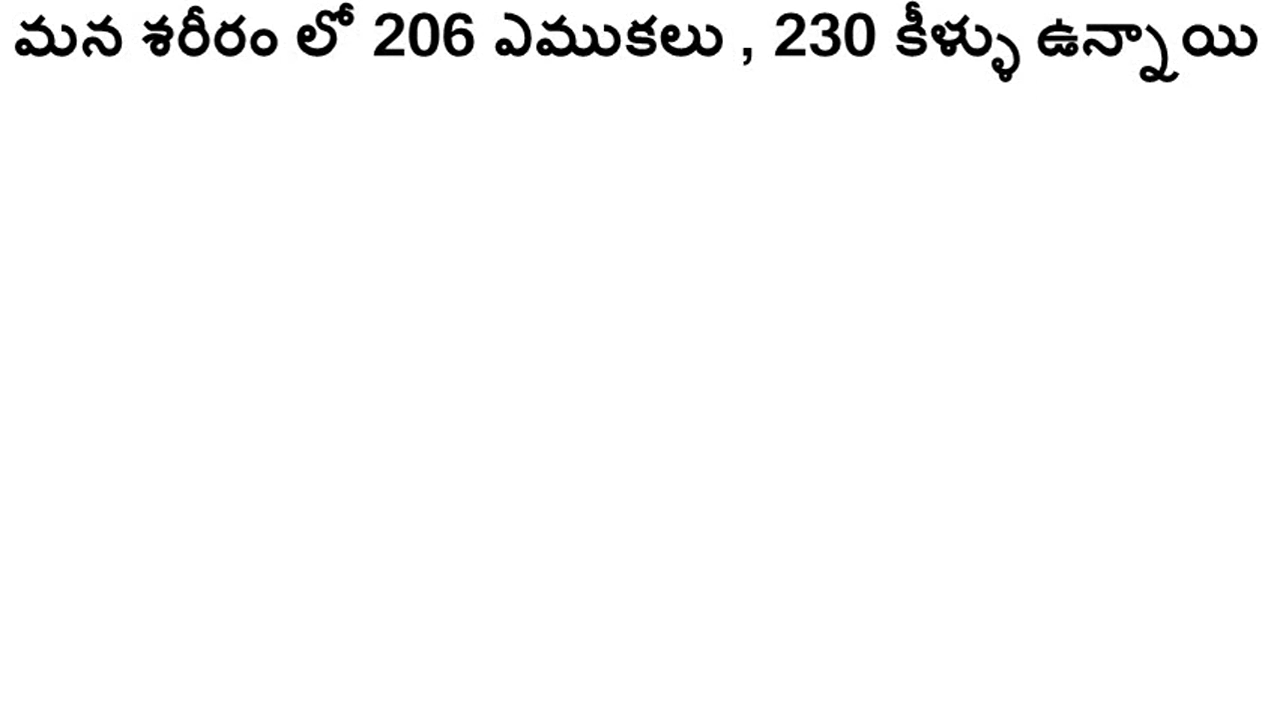 మన శరీరం లో 206 ఎముకలు , 230 కీళ్ళు ఉన్నాయి